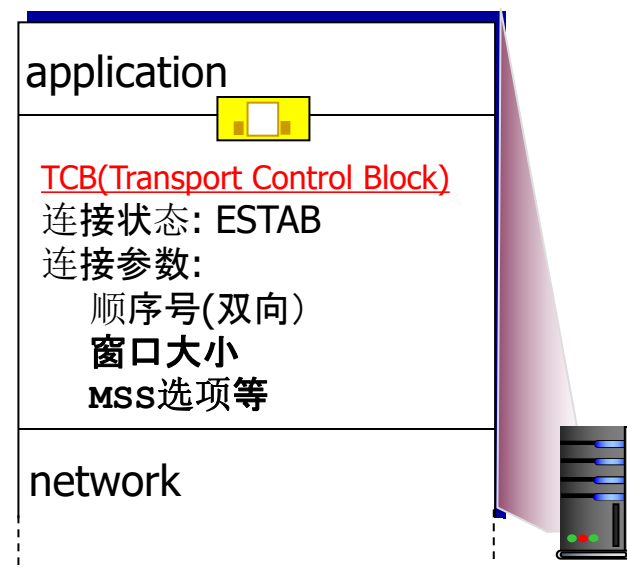 application
TCB(Transport Control Block)
连接状态: ESTAB
连接参数:
顺序号(双向）
窗口大小
MSS选项等
network